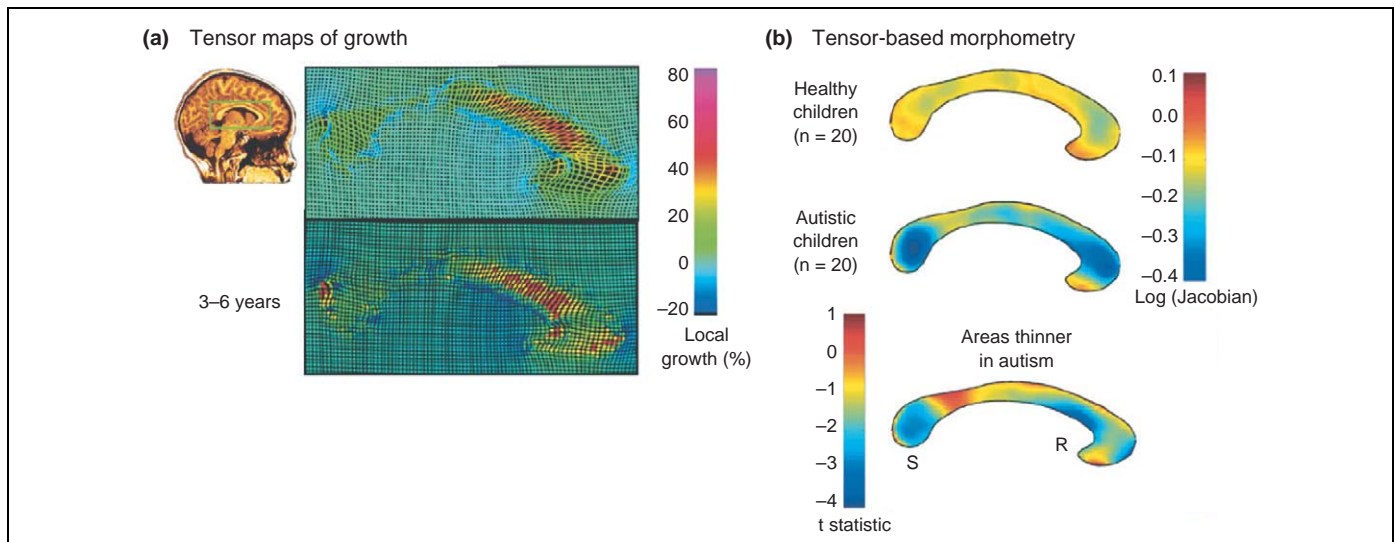 (a) Tensor maps of growth
3–6 years
80
60
40
20
0
–20
Local
growth (%)
(b) Tensor-based morphometry
Healthy
children
(n = 20)
Autistic
children
(n = 20)
0.1
0.0
–0.1
–0.2
–0.3
–0.4
Log (Jacobian)
1
0
–1
–2
–3
–4
t statistic
Areas thinner
in autism
S
R